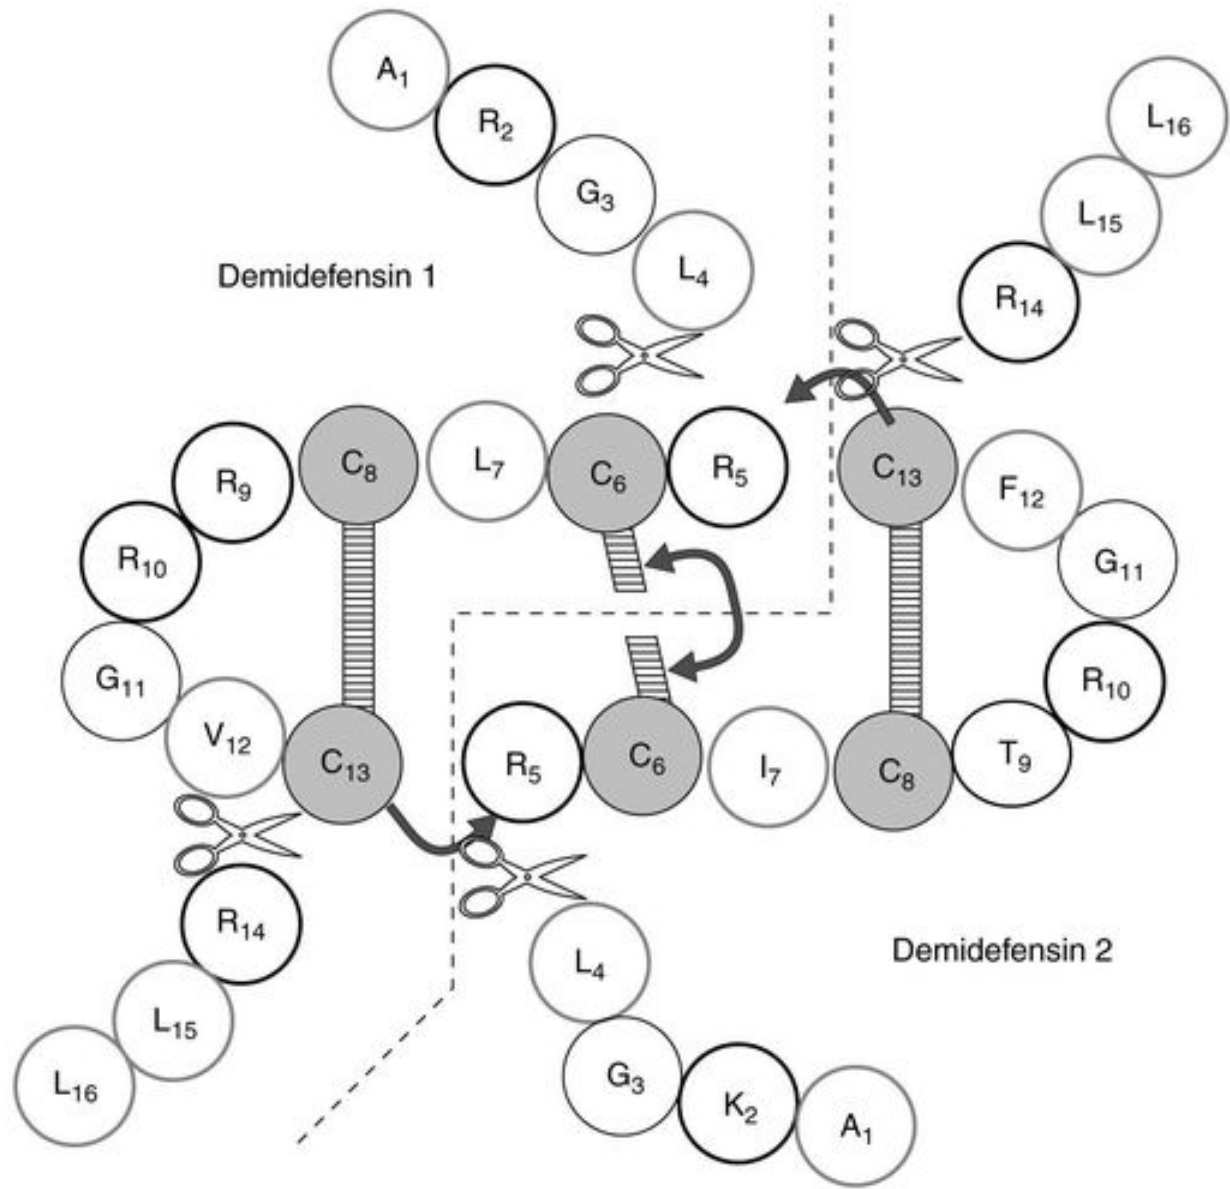 A1
R2
L16
G3
L15
L4
Demidefensin 1
R14
C8
L7
C6
R5
C13
R9
F12
R10
G11
G11
R10
V12
C13
R5
C6
I7
C8
T9
R14
L4
Demidefensin 2
L15
L16
G3
K2
A1